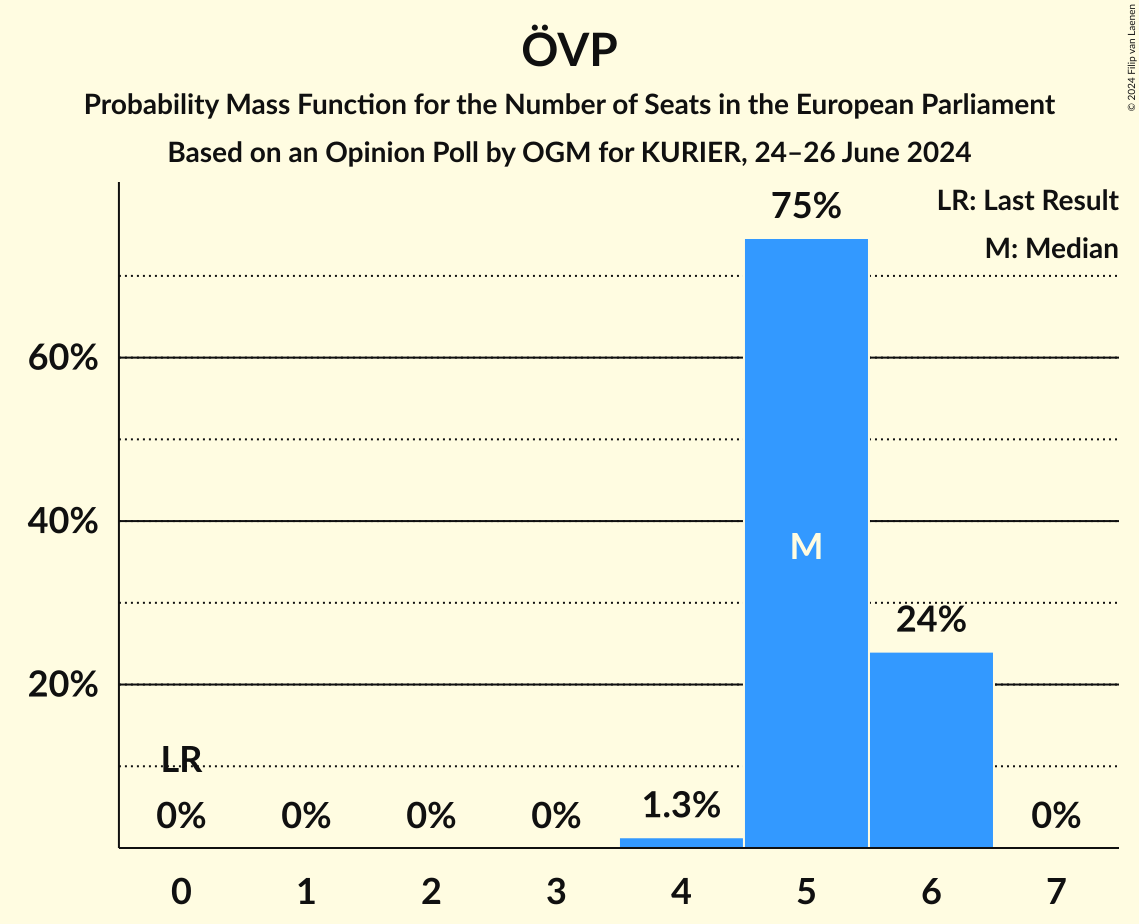 ÖVP
Probability Mass Function for the Number of Seats in the European Parliament
Based on an Opinion Poll by OGM for KURIER, 24–26 June 2024
© 2024 Filip van Laenen
LR: Last Result
M: Median
75%
60%
40%
M
24%
20%
LR
0%
0%
0%
0%
1.3%
0%
0
1
2
3
4
5
6
7